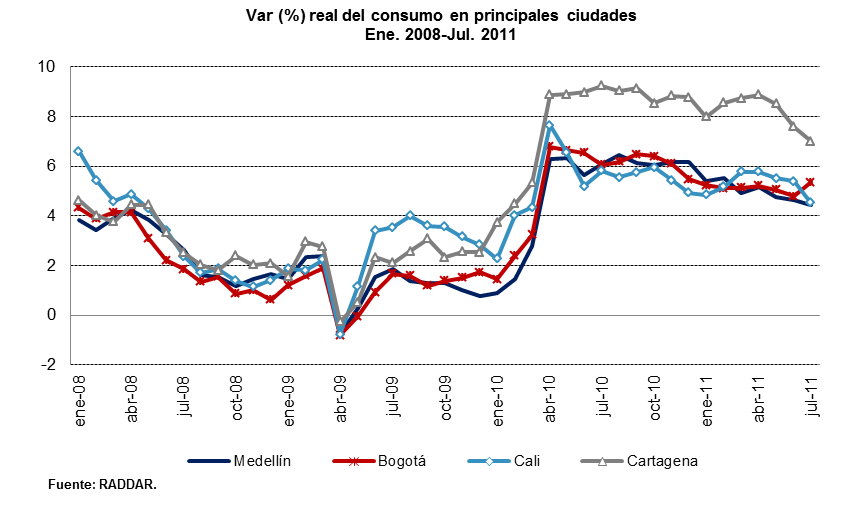 Var (%) real del consumo en principales ciudades
Ene. 2008-Jul. 2011
10
8
6
4
2
0
-2
ene-08
abr-08
jul-08
oct-08
ene-09
abr-09
jul-09
oct-09
ene-10
abr-10
jul-10
oct-10
ene-11
abr-11
jul-11
Medellín Bogotá Cali Cartagena
Fuente: RADDAR.